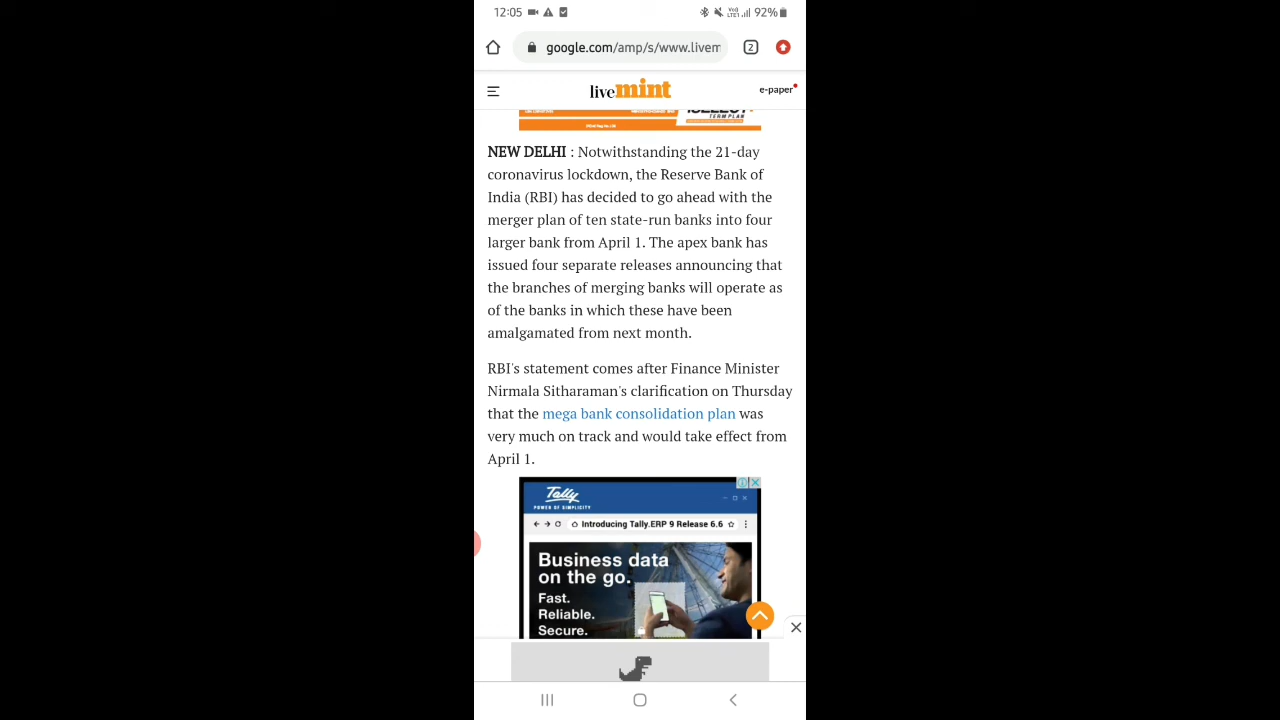 12:05
Vo) LTE1 92%
google.com/amp/s/www.livem
2
livemint
e-paper
TERM PLAN
NEW DELHI : Notwithstanding the 21-day
coronavirus lockdown, the Reserve Bank of
India (RBI) has decided to go ahead with the
merger plan of ten state-run banks into four
larger bank from April 1. The apex bank has
issued four separate releases announcing that
the branches of merging banks will operate as
of the banks in which these have been
amalgamated from next month.
RBI's statement comes after Finance Minister
Nirmala Sitharaman's clarification on Thursday
that the mega bank consolidation plan was
very much on track and would take effect from
April 1.
Tally
POWER OF SIMPLICITY
Introducing Tally.ERP 9 Release 6.6
Business data
on the go.
Fast.
Reliable.
Secure.